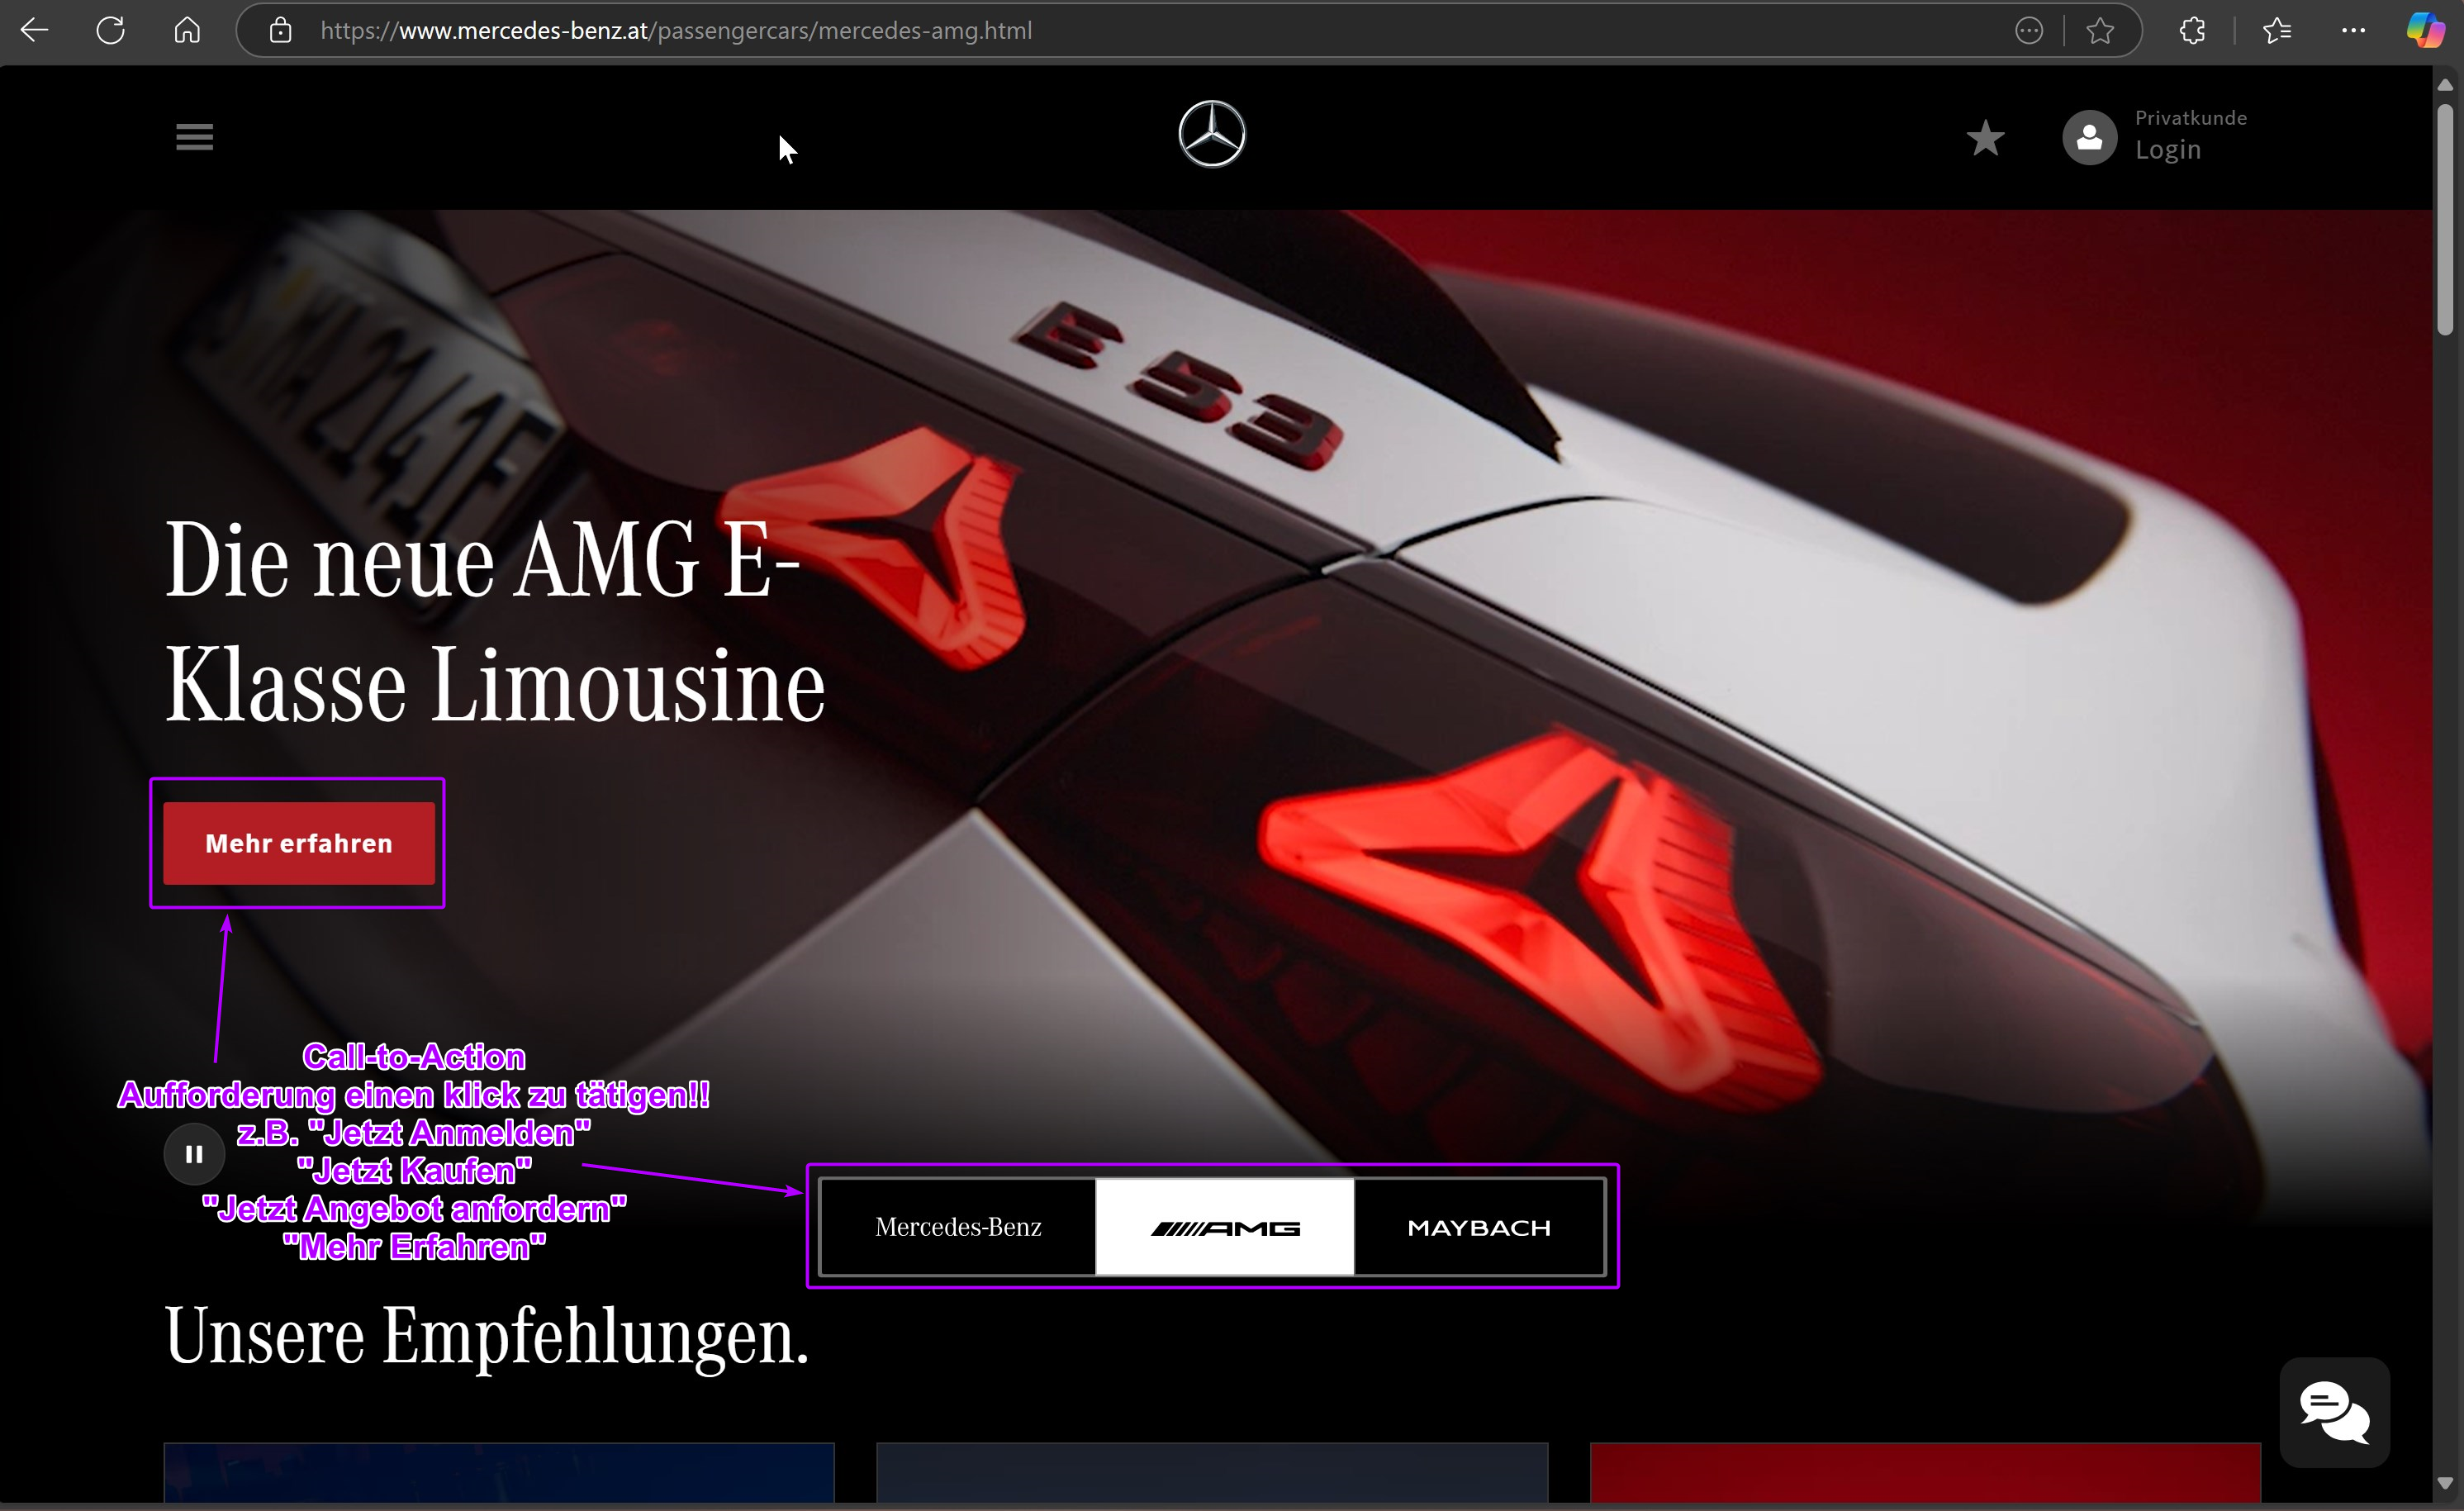 https://www.mercedes-benz.at/passengercars/mercedes-amg.html
Privatkunde
Login
E 53
Die neue AMG E-
Klasse Limousine
Mehr erfahren
Call-to-Action
Aufforderung einen klick zu tätigen!!
z.B. "Jetzt Anmelden"
"Jetzt Kaufen"
"Jetzt Angebot anfordern"
"Mehr Erfahren"
Mercedes-Benz
AMG
MAYBACH
Unsere Empfehlungen.